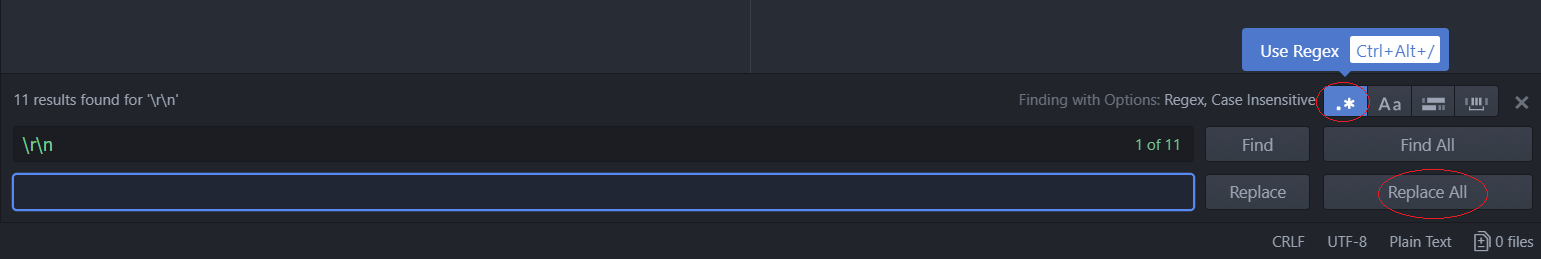 Use Regex Ctrl+Alt+/
11 results found for '\r\n'
Finding with Options: Regex, Case Insensitive
.* Aa
\r\n
1 of 11
Find
Find All
Replace
Replace All
CRLF
UTF-8
Plain Text
0 files